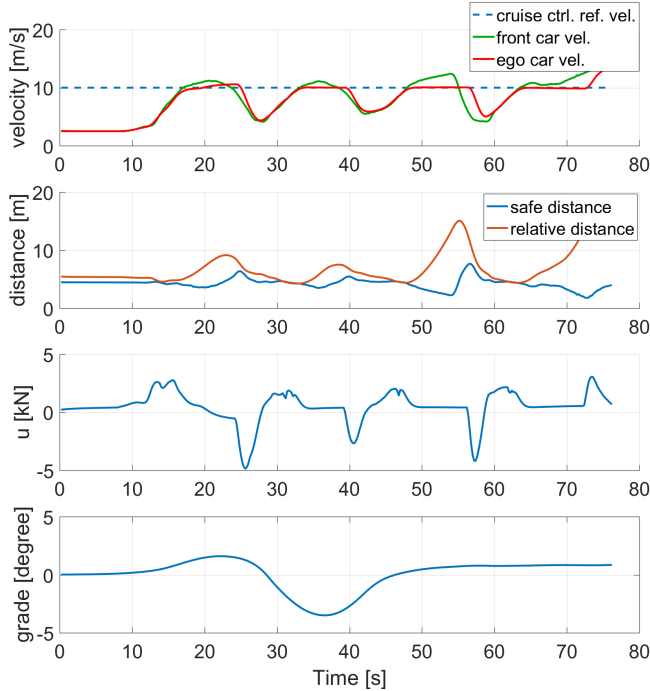 cruise ctrl. ref. vel.
front car vel.
ego car vel.
velocity [m/s]
20
10
0
0 10 20 30 40 50 60 70 80
safe distance
relative distance
distance [m]
20
10
0
0 10 20 30 40 50 60 70 80
u [kN]
5
0
-5
0 10 20 30 40 50 60 70 80
grade [degree]
5
0
-5
0 10 20 30 40 50 60 70 80
Time [s]